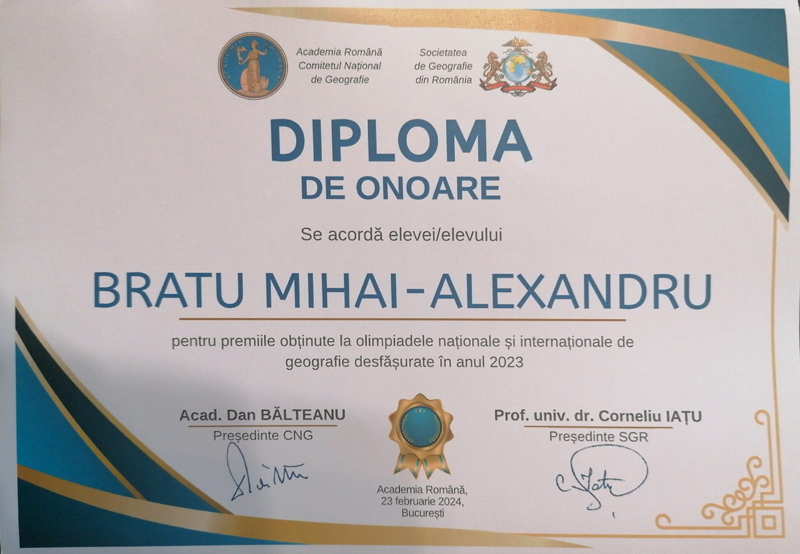 Academia Română
Comitetul Național
de Geografie
Societatea
de Geografie
din România
DIPLOMA
DE ONOARE
Se acordă elevei/elevului
BRATU MIHAI-ALEXANDRU
pentru premiile obținute la olimpiadele naționale și internaționale de
geografie desfășurate în anul 2023
Acad. Dan BĂLTEANU
Președinte CNG
Prof. univ. dr. Corneliu IAȚU
Președinte SGR
Academia Română,
23 februarie 2024,
București